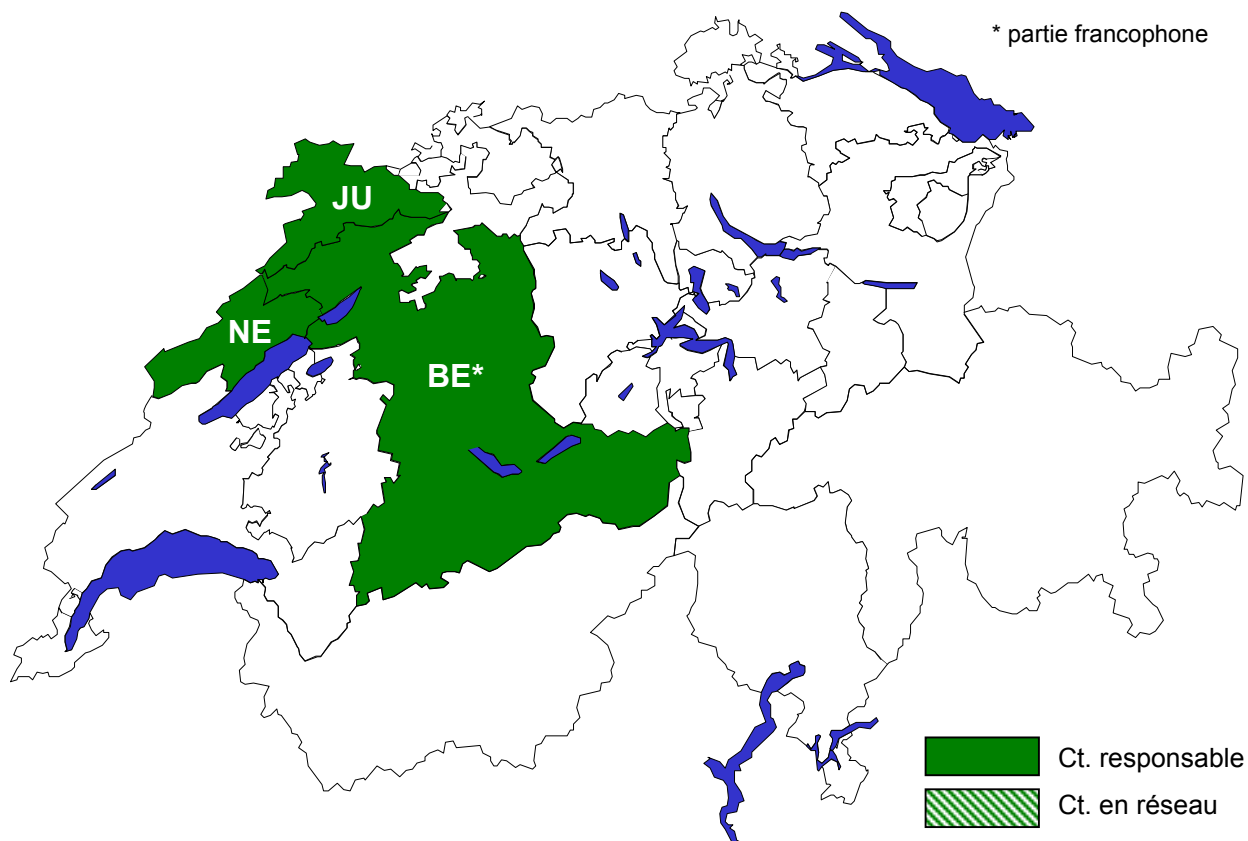 * partie francophone
JU
NE
BE*
Ct. responsable
Ct. en réseau